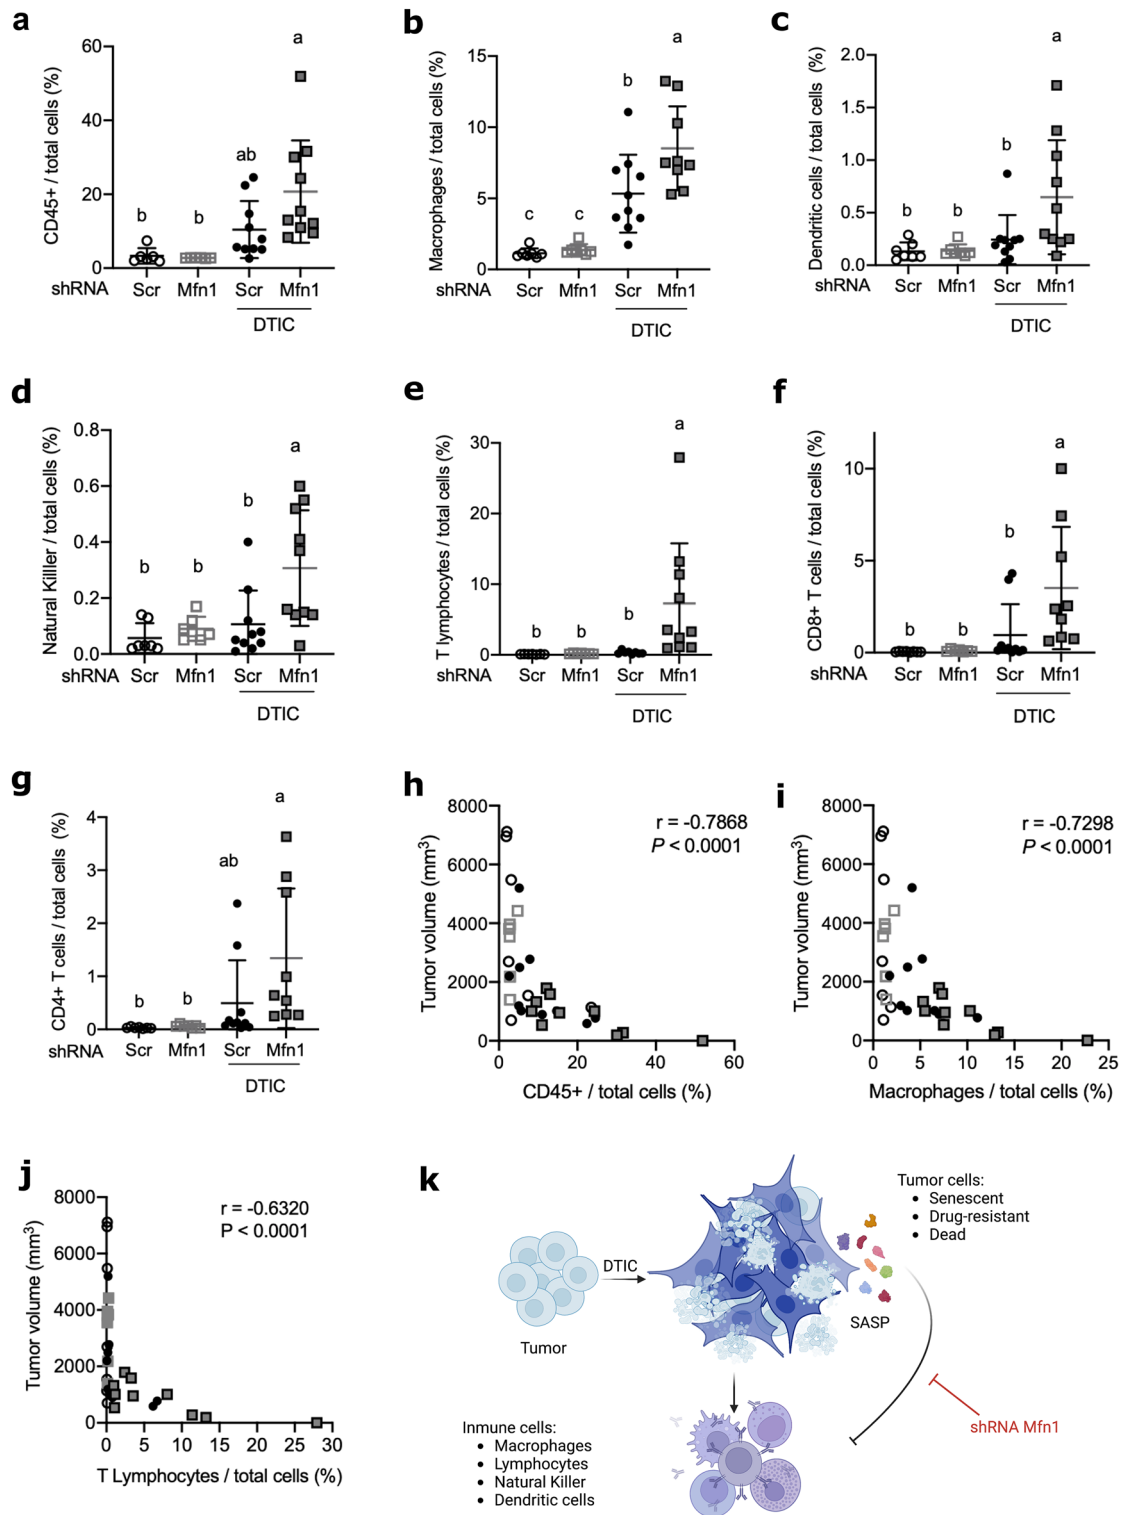 a
CD45+ / total cells (%)
60
40
20
0
a
ab
b
b
shRNA Scr Mfn1 Scr Mfn1
DTIC
b
Macrophages / total cells (%)
15
10
5
0
a
b
c
c
shRNA Scr Mfn1 Scr Mfn1
DTIC
c
Dendritic cells / total cells (%)
2.0
1.5
1.0
0.5
0.0
a
b
b
b
shRNA Scr Mfn1 Scr Mfn1
DTIC
d
Natural Killer / total cells (%)
0.8
0.6
0.4
0.2
0.0
a
b
b
b
shRNA Scr Mfn1 Scr Mfn1
DTIC
e
T lymphocytes / total cells (%)
30
20
10
0
a
b
b
b
shRNA Scr Mfn1 Scr Mfn1
DTIC
f
CD8+ T cells / total cells (%)
10
5
0
a
b
b
b
shRNA Scr Mfn1 Scr Mfn1
DTIC
g
CD4+ T cells / total cells (%)
4
3
2
1
0
a
ab
b
b
shRNA Scr Mfn1 Scr Mfn1
DTIC
h
Tumor volume (mm3)
8000
6000
4000
2000
0
r = -0.7868
P < 0.0001
0 20 40 60
CD45+ / total cells (%)
i
Tumor volume (mm3)
8000
6000
4000
2000
0
r = -0.7298
P < 0.0001
0 5 10 15 20 25
Macrophages / total cells (%)
j
Tumor volume (mm3)
8000
6000
4000
2000
0
r = -0.6320
P < 0.0001
0 5 10 15 20 25 30
T Lymphocytes / total cells (%)
k
Tumor
DTIC
SASP
Tumor cells:
• Senescent
• Drug-resistant
• Dead
shRNA Mfn1
Inmune cells:
• Macrophages
• Lymphocytes
• Natural Killer
• Dendritic cells